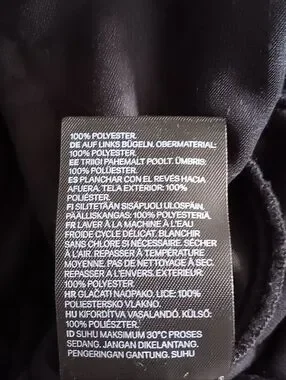 100% POLYESTER.
DE AUF LINKS BÜGELN. OBERMATERIAL:
100% POLYESTER.
EE TRIIGI PAHEMALT POOLT. ÜMBRIS:
100% POLÜESTER.
ES PLANCHAR CON EL REVÉS HACIA
AFUERA. TELA EXTERIOR: 100%
POLIÉSTER.
FI SILITETÄÄN SISÄPUOLI ULOSPÄIN.
PÄÄLLIKANGAS: 100% POLYESTERIÄ.
FR LAVER À LA MACHINE À L'EAU
FROIDE CYCLE DÉLICAT. BLANCHIR
SANS CHLORE SI NÉCESSAIRE. SÉCHER
À L'AIR. REPASSER À TEMPÉRATURE
MOYENNE. PAS DE NETTOYAGE À SEC.
REPASSER A L'ENVERS. EXTÉRIEUR:
100% POLYESTER.
HR GLAČATI NAOPAKO. LICE: 100%
POLIESTERSKO VLAKNO.
HU KIFORDÍTVA VASALANDÓ. KÜLSŐ:
100% POLIÉSZTER.
ID SUHU MAKSIMUM 30°C PROSES
SEDANG. JANGAN DIKELANTANG.
PENGERINGAN GANTUNG. SUHU